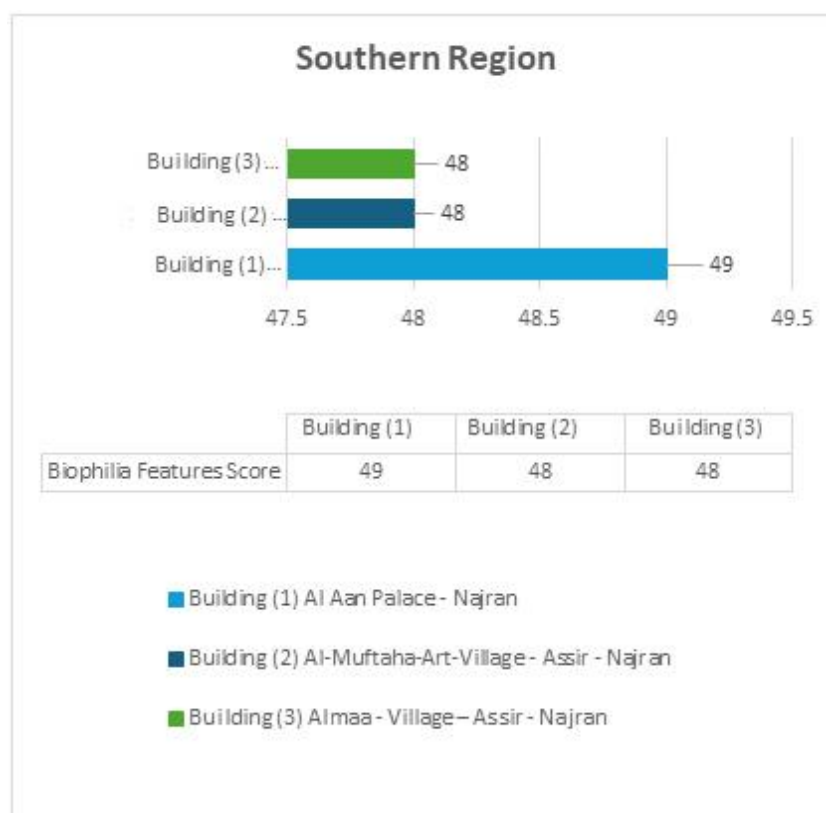 Southern Region
Building (3)... 48
Building (2) ... 48
Building (1)... 49
47.5 48 48.5 49 49.5
Building (1) Building (2) Building (3)
Biophilia Features Score 49 48 48
Building (1) Al Aan Palace - Najran
Building (2) Al-Muftaha-Art-Village - Assir - Najran
Building (3) Almaa - Village – Assir - Najran